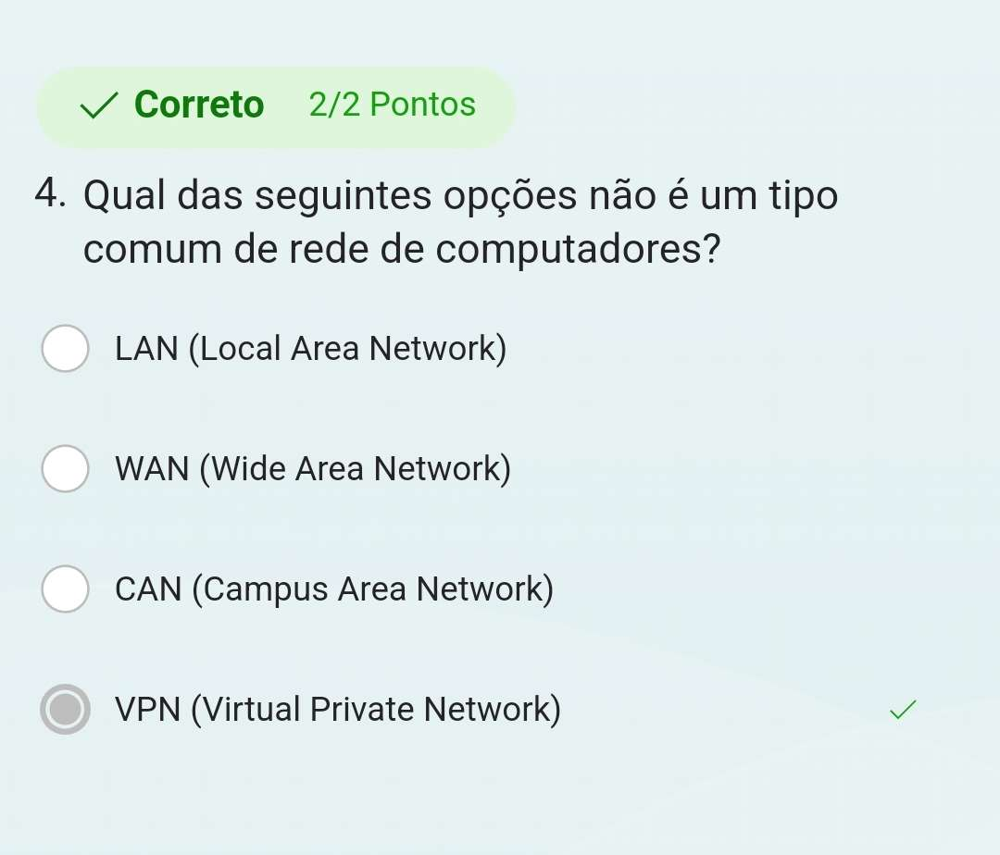 Correto 2/2 Pontos
4. Qual das seguintes opções não é um tipo
comum de rede de computadores?
LAN (Local Area Network)
WAN (Wide Area Network)
CAN (Campus Area Network)
VPN (Virtual Private Network)